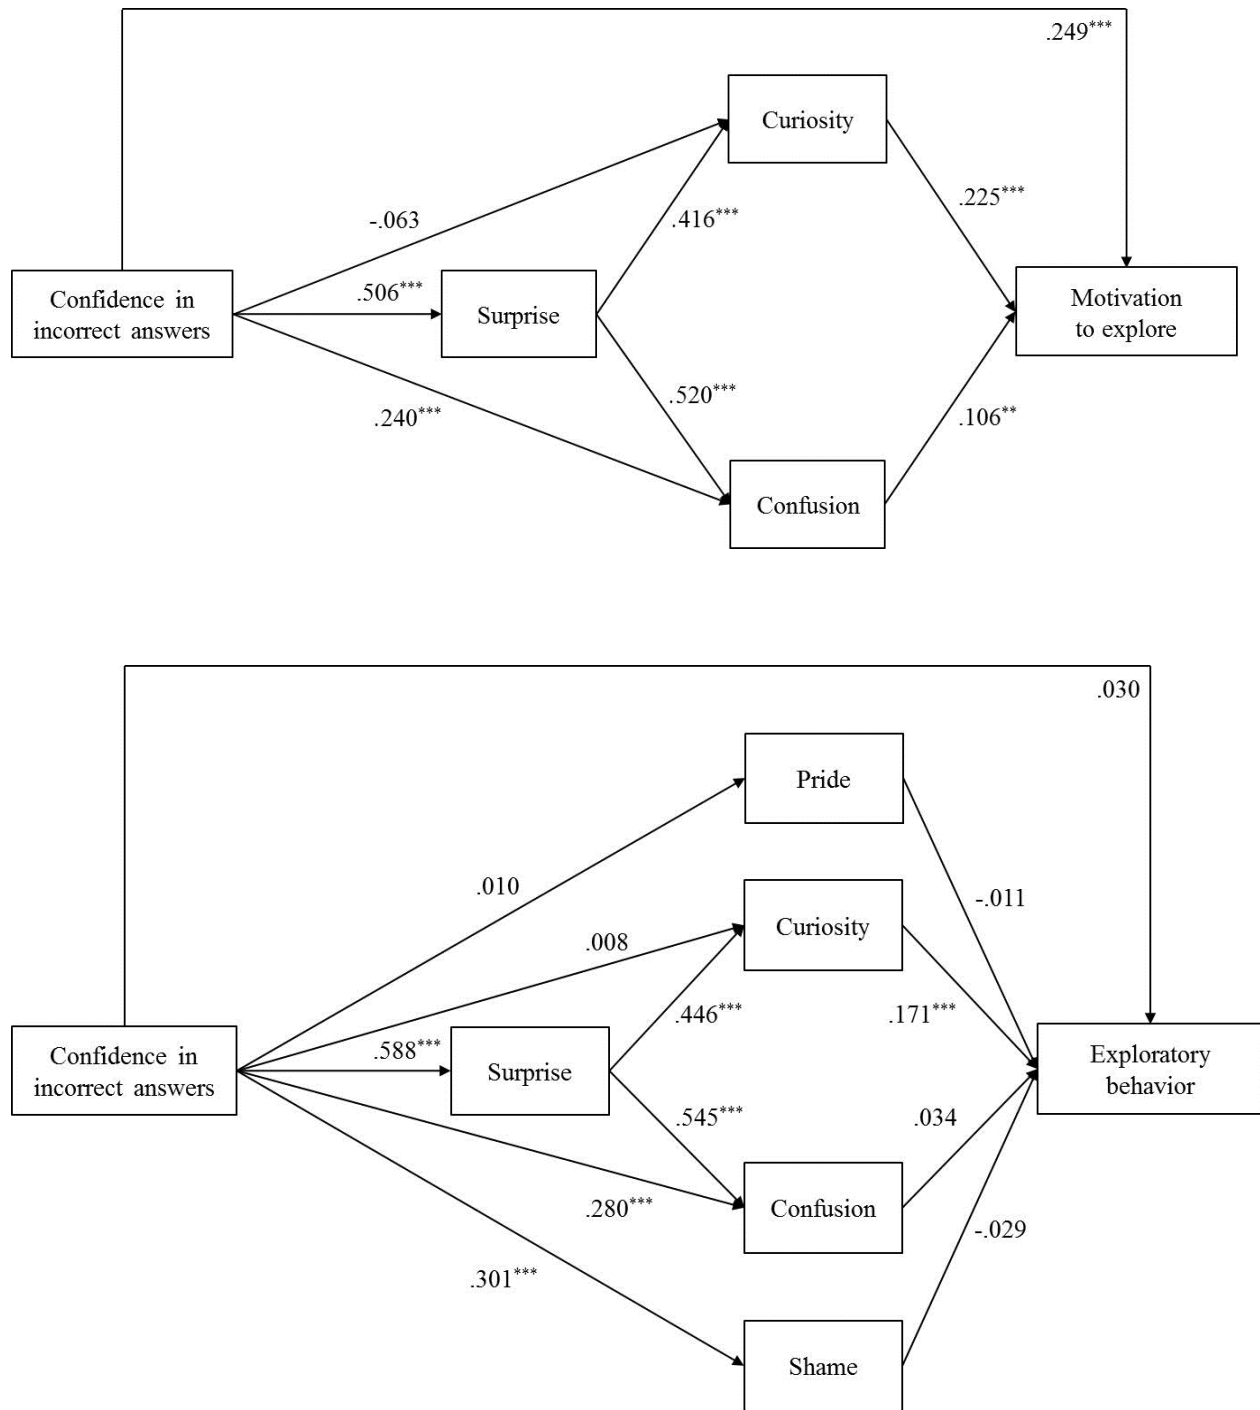 .249***
Curiosity
-.063
.416***
.225***
Confidence in
incorrect answers
.506***
Surprise
Motivation
to explore
.240***
.520***
.106**
Confusion
.030
Pride
.010
-.011
Curiosity
.008
.446***
.171***
Confidence in
incorrect answers
.588***
Surprise
Exploratory
behavior
.545***
.034
.280***
Confusion
-.029
.301***
Shame